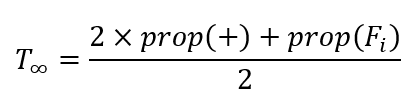 T∞ = (2 × prop(+) + prop(Fᵢ)) / 2